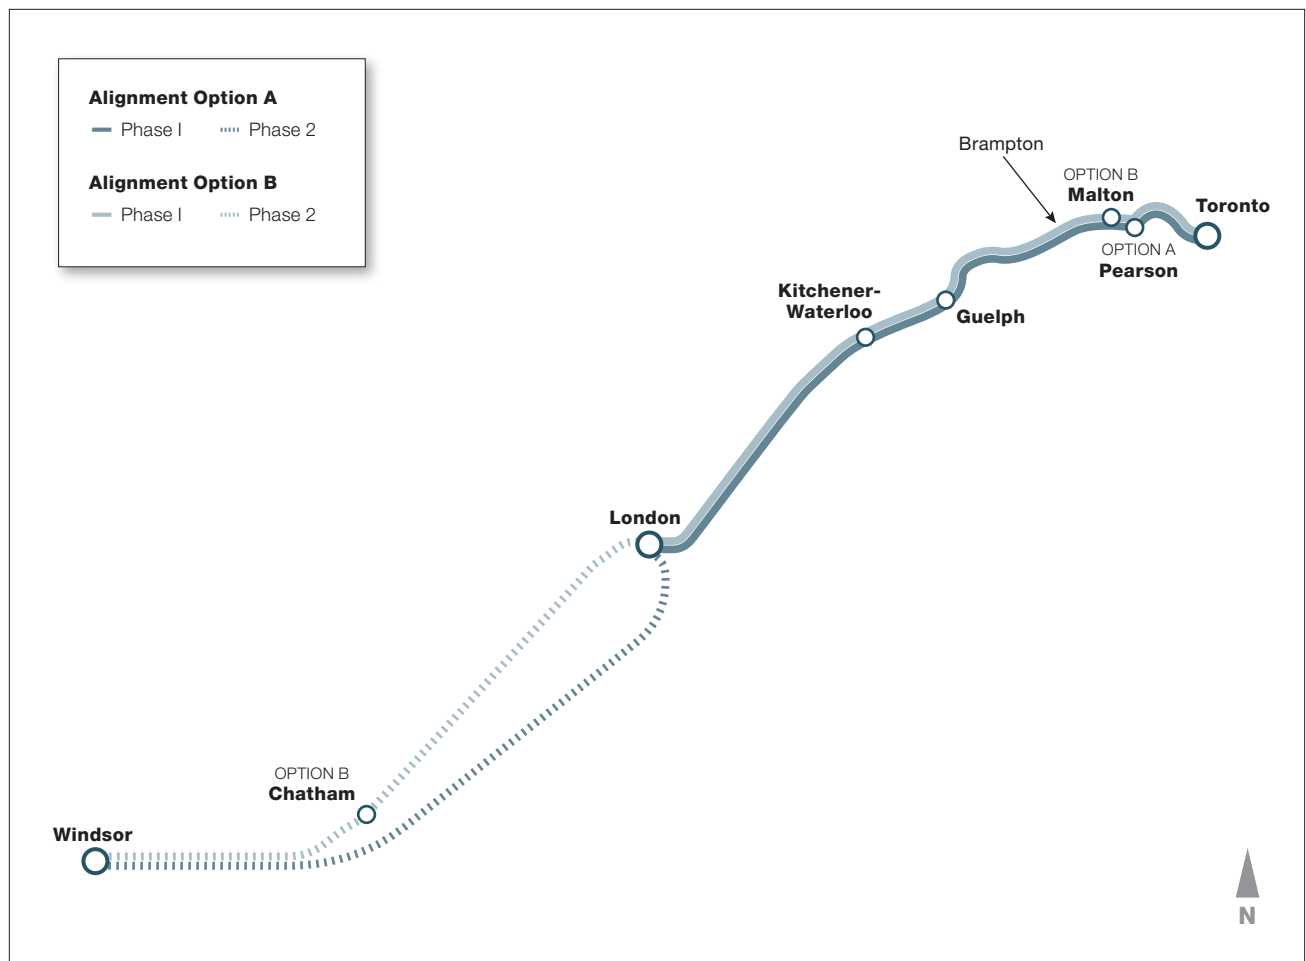 Alignment Option A
Phase I Phase 2
Alignment Option B
Phase I Phase 2
Brampton
OPTION B
Malton
Toronto
OPTION A
Pearson
Kitchener-
Waterloo
Guelph
London
OPTION B
Chatham
Windsor
N